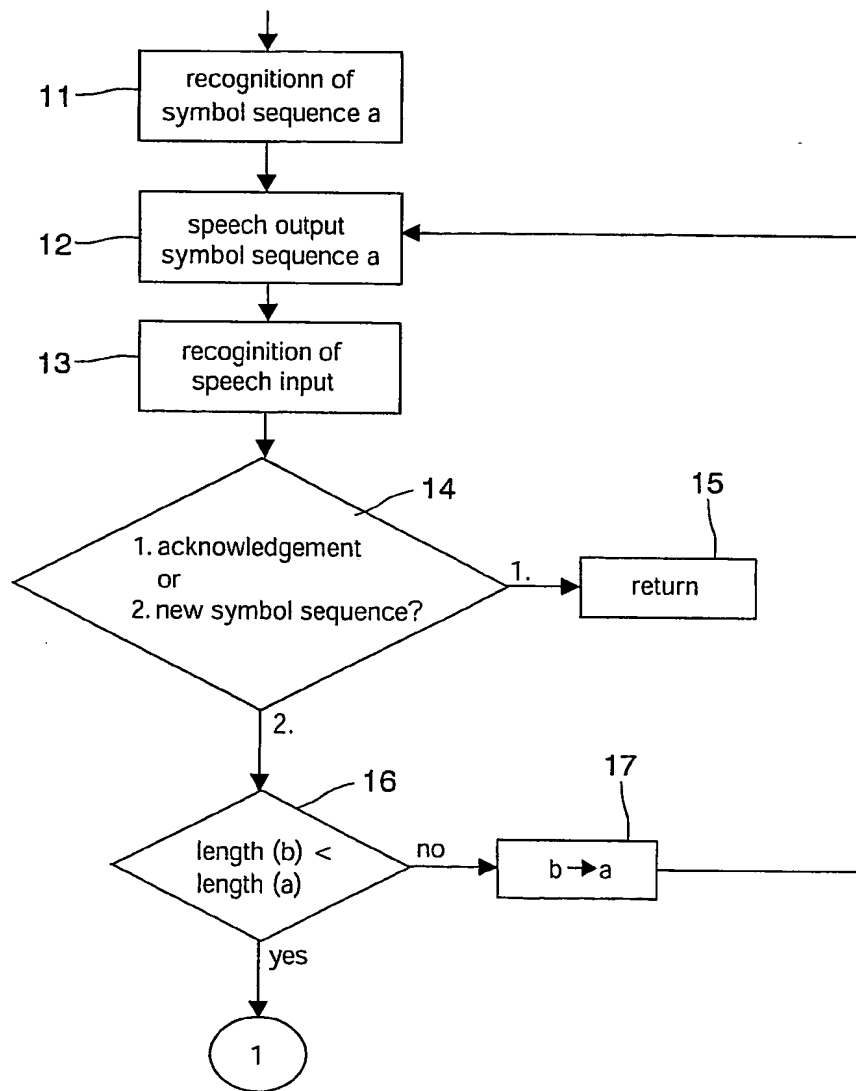 11
recognitionn of
symbol sequence a
12
speech output
symbol sequence a
13
recoginition of
speech input
14
1. acknowledgement
or
2. new symbol sequence?
1.
15
return
2.
16
length (b) <
length (a)
no
17
b→a
yes
1